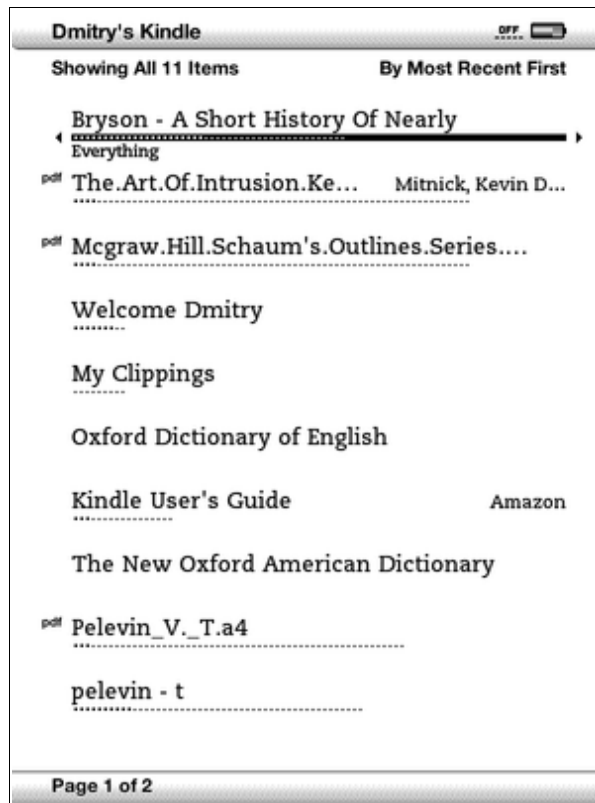 Dmitry's Kindle OFF
Showing All 11 Items By Most Recent First
Bryson - A Short History Of Nearly
Everything
pdf The.Art.Of.Intrusion.Ke... Mitnick, Kevin D...
pdf Mcgraw.Hill.Schaum's.Outlines.Series....
Welcome Dmitry
My Clippings
Oxford Dictionary of English
Kindle User's Guide Amazon
The New Oxford American Dictionary
pdf Pelevin_V._T.a4
pelevin - t
Page 1 of 2